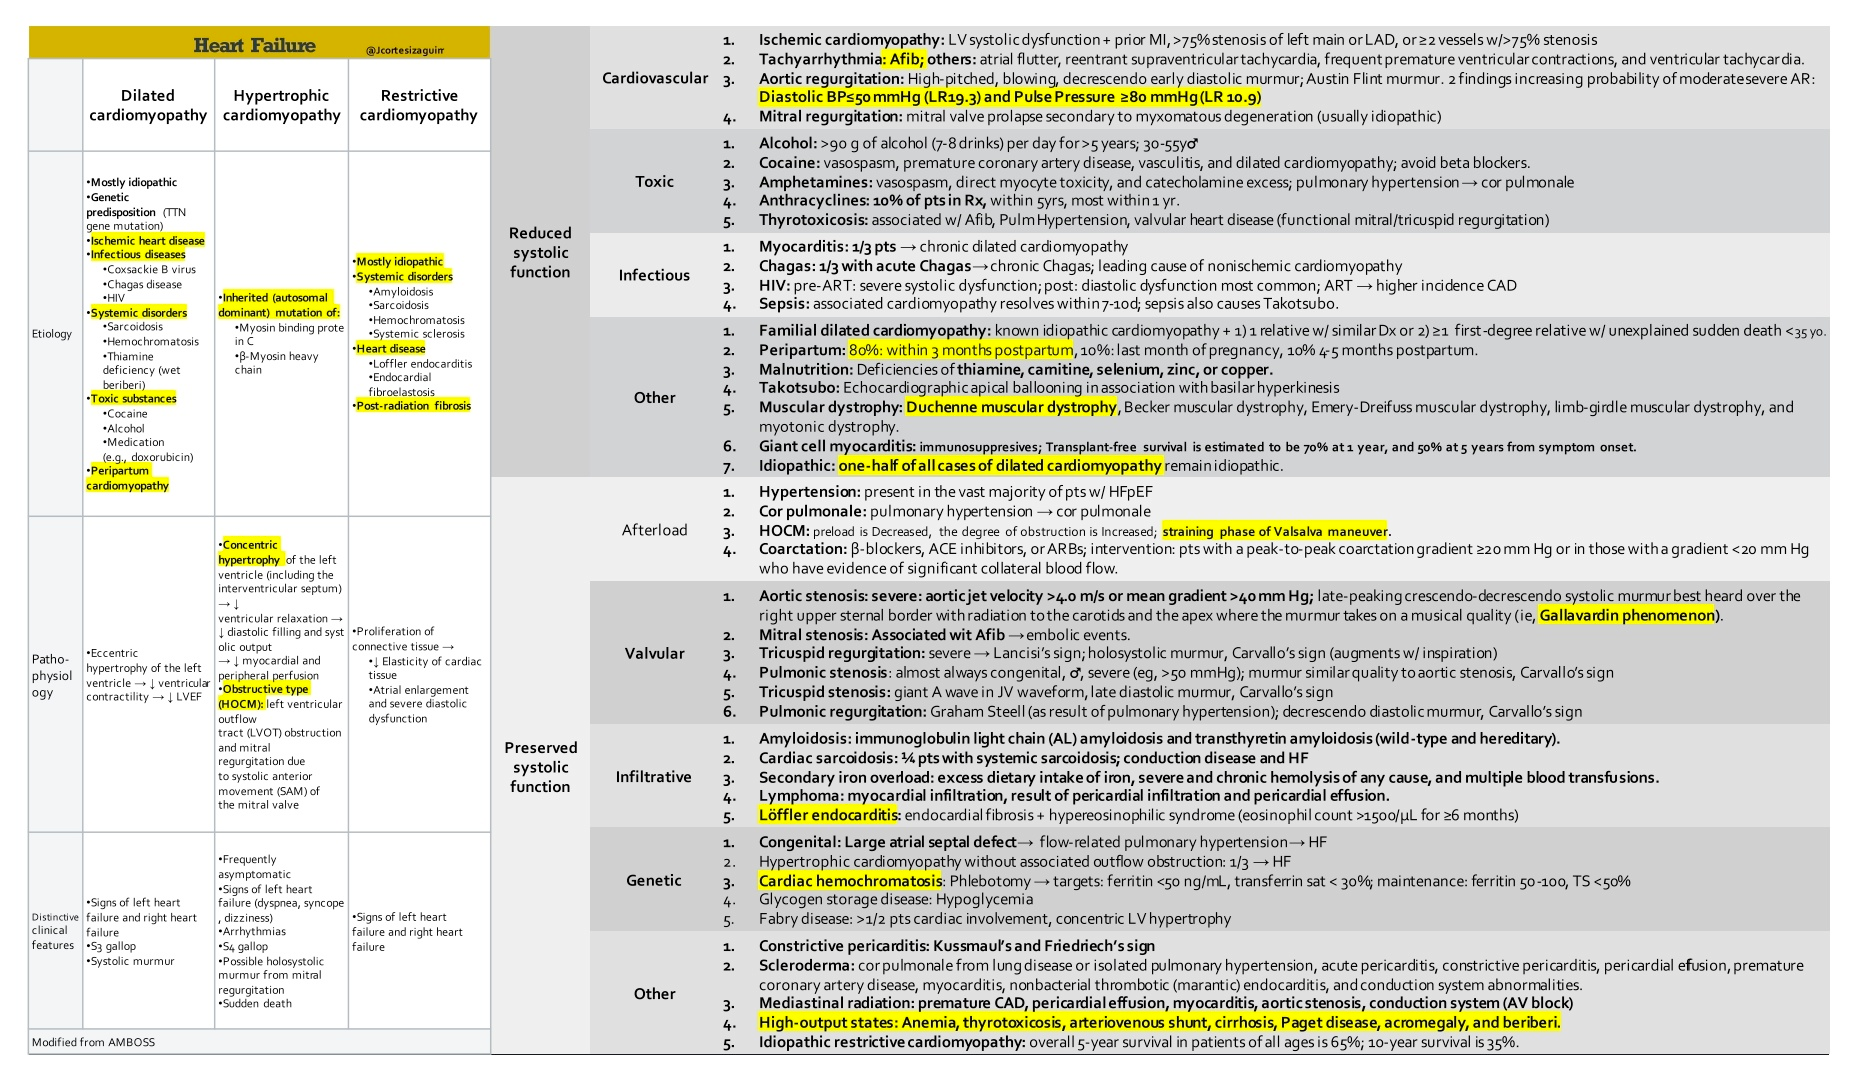 Heart Failure
@Jcortesizaguirr
Dilated
cardiomyopathy
Hypertrophic
cardiomyopathy
Restrictive
cardiomyopathy
Etiology
•Mostly idiopathic
•Genetic
predisposition (TTN
gene mutation)
•Ischemic heart disease
•Infectious diseases
•Coxsackie B virus
•Chagas disease
•HIV
•Systemic disorders
•Sarcoidosis
•Hemochromatosis
•Thiamine
deficiency (wet
beriberi)
•Toxic substances
•Cocaine
•Alcohol
•Medication
(e.g., doxorubicin)
•Peripartum
cardiomyopathy
•Inherited (autosomal
dominant) mutation of:
•Myosin binding prote
in C
•β-Myosin heavy
chain
•Mostly idiopathic
•Systemic disorders
•Amyloidosis
•Sarcoidosis
•Hemochromatosis
•Systemic sclerosis
•Heart disease
•Loffler endocarditis
•Endocardial
fibroelastosis
•Post-radiation fibrosis
Patho-
physiol
ogy
•Eccentric
hypertrophy of the left
ventricle → ↓ ventricular
contractility → ↓ LVEF
•Concentric
hypertrophy of the left
ventricle (including the
interventricular septum)
→ ↓
ventricular relaxation →
↓ diastolic filling and syst
olic output
→ ↓ myocardial and
peripheral perfusion
•Obstructive type
(HOCM): left ventricular
outflow
tract (LVOT) obstruction
and mitral
regurgitation due
to systolic anterior
movement (SAM) of
the mitral valve
•Proliferation of
connective tissue →
•↓ Elasticity of cardiac
tissue
•Atrial enlargement
and severe diastolic
dysfunction
Distinctive
clinical
features
•Signs of left heart
failure and right heart
failure
•S3 gallop
•Systolic murmur
•Frequently
asymptomatic
•Signs of left heart
failure (dyspnea, syncope
, dizziness)
•Arrhythmias
•S4 gallop
•Possible holosystolic
murmur from mitral
regurgitation
•Sudden death
•Signs of left heart
failure and right heart
failure
Modified from AMBOSS
Reduced
systolic
function
Cardiovascular
1. Ischemic cardiomyopathy: LV systolic dysfunction + prior MI, >75% stenosis of left main or LAD, or ≥2 vessels w/>75% stenosis
2. Tachyarrhythmia: Afib; others: atrial flutter, reentrant supraventricular tachycardia, frequent premature ventricular contractions, and ventricular tachycardia.
3. Aortic regurgitation: High-pitched, blowing, decrescendo early diastolic murmur; Austin Flint murmur. 2 findings increasing probability of moderatesevere AR:
Diastolic BP≤50 mmHg (LR19.3) and Pulse Pressure ≥80 mmHg (LR 10.9)
4. Mitral regurgitation: mitral valve prolapse secondary to myxomatous degeneration (usually idiopathic)
Toxic
1. Alcohol: >90 g of alcohol (7-8 drinks) per day for >5 years; 30-55y♂
2. Cocaine: vasospasm, premature coronary artery disease, vasculitis, and dilated cardiomyopathy; avoid beta blockers.
3. Amphetamines: vasospasm, direct myocyte toxicity, and catecholamine excess; pulmonary hypertension → cor pulmonale
4. Anthracyclines: 10% of pts in Rx, within 5yrs, most within 1 yr.
5. Thyrotoxicosis: associated w/ Afib, Pulm Hypertension, valvular heart disease (functional mitral/tricuspid regurgitation)
Infectious
1. Myocarditis: 1/3 pts → chronic dilated cardiomyopathy
2. Chagas: 1/3 with acute Chagas→ chronic Chagas; leading cause of nonischemic cardiomyopathy
3. HIV: pre-ART: severe systolic dysfunction; post: diastolic dysfunction most common; ART → higher incidence CAD
4. Sepsis: associated cardiomyopathy resolves within 7-10d; sepsis also causes Takotsubo.
Other
1. Familial dilated cardiomyopathy: known idiopathic cardiomyopathy + 1) 1 relative w/ similar Dx or 2) ≥1 first-degree relative w/ unexplained sudden death <35 yo.
2. Peripartum: 80%: within 3 months postpartum, 10%: last month of pregnancy, 10% 4-5 months postpartum.
3. Malnutrition: Deficiencies of thiamine, carnitine, selenium, zinc, or copper.
4. Takotsubo: Echocardiographic apical ballooning in association with basilar hyperkinesis
5. Muscular dystrophy: Duchenne muscular dystrophy, Becker muscular dystrophy, Emery-Dreifuss muscular dystrophy, limb-girdle muscular dystrophy, and
myotonic dystrophy.
6. Giant cell myocarditis: immunosuppresives; Transplant-free survival is estimated to be 70% at 1 year, and 50% at 5 years from symptom onset.
7. Idiopathic: one-half of all cases of dilated cardiomyopathy remain idiopathic.
Preserved
systolic
function
Afterload
1. Hypertension: present in the vast majority of pts w/ HFpEF
2. Cor pulmonale: pulmonary hypertension → cor pulmonale
3. HOCM: preload is Decreased, the degree of obstruction is Increased; straining phase of Valsalva maneuver.
4. Coarctation: β-blockers, ACE inhibitors, or ARBs; intervention: pts with a peak-to-peak coarctation gradient ≥20 mm Hg or in those with a gradient <20 mm Hg
who have evidence of significant collateral blood flow.
Valvular
1. Aortic stenosis: severe: aortic jet velocity >4.0 m/s or mean gradient >40 mm Hg; late-peaking crescendo-decrescendo systolic murmur best heard over the
right upper sternal border with radiation to the carotids and the apex where the murmur takes on a musical quality (ie, Gallavardin phenomenon).
2. Mitral stenosis: Associated wit Afib → embolic events.
3. Tricuspid regurgitation: severe → Lancisi's sign; holosystolic murmur, Carvallo's sign (augments w/ inspiration)
4. Pulmonic stenosis: almost always congenital, ♂, severe (eg, >50 mmHg); murmur similar quality to aortic stenosis, Carvallo's sign
5. Tricuspid stenosis: giant A wave in JV waveform, late diastolic murmur, Carvallo's sign
6. Pulmonic regurgitation: Graham Steell (as result of pulmonary hypertension); decrescendo diastolic murmur, Carvallo's sign
Infiltrative
1. Amyloidosis: immunoglobulin light chain (AL) amyloidosis and transthyretin amyloidosis (wild-type and hereditary).
2. Cardiac sarcoidosis: ¼ pts with systemic sarcoidosis; conduction disease and HF
3. Secondary iron overload: excess dietary intake of iron, severe and chronic hemolysis of any cause, and multiple blood transfusions.
4. Lymphoma: myocardial infiltration, result of pericardial infiltration and pericardial effusion.
5. Löffler endocarditis: endocardial fibrosis + hypereosinophilic syndrome (eosinophil count >1500/µL for ≥6 months)
Genetic
1. Congenital: Large atrial septal defect→ flow-related pulmonary hypertension→ HF
2. Hypertrophic cardiomyopathy without associated outflow obstruction: 1/3 → HF
3. Cardiac hemochromatosis: Phlebotomy → targets: ferritin <50 ng/mL, transferrin sat < 30%; maintenance: ferritin 50-100, TS <50%
4. Glycogen storage disease: Hypoglycemia
5. Fabry disease: >1/2 pts cardiac involvement, concentric LV hypertrophy
Other
1. Constrictive pericarditis: Kussmaul's and Friedriech's sign
2. Scleroderma: cor pulmonale from lung disease or isolated pulmonary hypertension, acute pericarditis, constrictive pericarditis, pericardial effusion, premature
coronary artery disease, myocarditis, nonbacterial thrombotic (marantic) endocarditis, and conduction system abnormalities.
3. Mediastinal radiation: premature CAD, pericardial effusion, myocarditis, aortic stenosis, conduction system (AV block)
4. High-output states: Anemia, thyrotoxicosis, arteriovenous shunt, cirrhosis, Paget disease, acromegaly, and beriberi.
5. Idiopathic restrictive cardiomyopathy: overall 5-year survival in patients of all ages is 65%; 10-year survival is 35%.